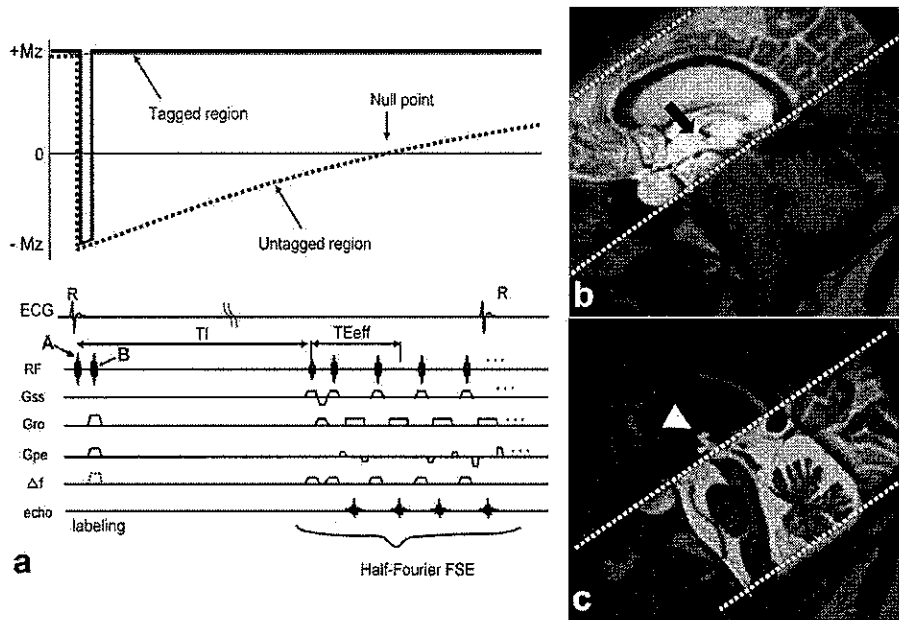 +Mz
Tagged region
Null point
0
Untagged region
- Mz
R
R
ECG
TI
TEeff
A
B
RF
...
Gss
...
Gro
...
Gpe
...
Δf
echo
labeling
Half-Fourier FSE
a
b
c